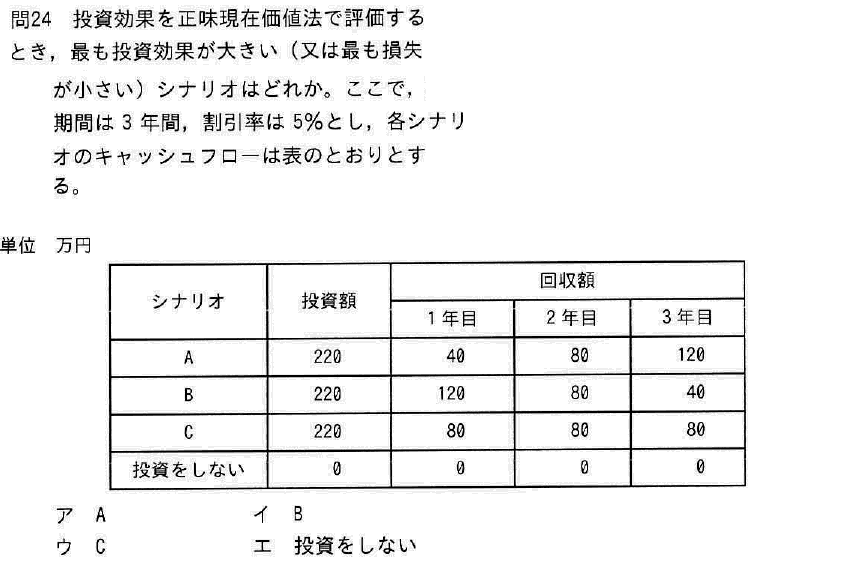 問24　投資効果を正味現在価値法で評価する
とき，最も投資効果が大きい（又は最も損失
が小さい）シナリオはどれか。ここで，
期間は 3 年間，割引率は 5％とし，各シナリ
オのキャッシュフローは表のとおりとす
る。
単位　万円
シナリオ　投資額　回収額
1 年目　2 年目　3 年目
A　220　40　80　120
B　220　120　80　40
C　220　80　80　80
投資をしない　0　0　0　0
ア　A　イ　B
ウ　C　エ　投資をしない